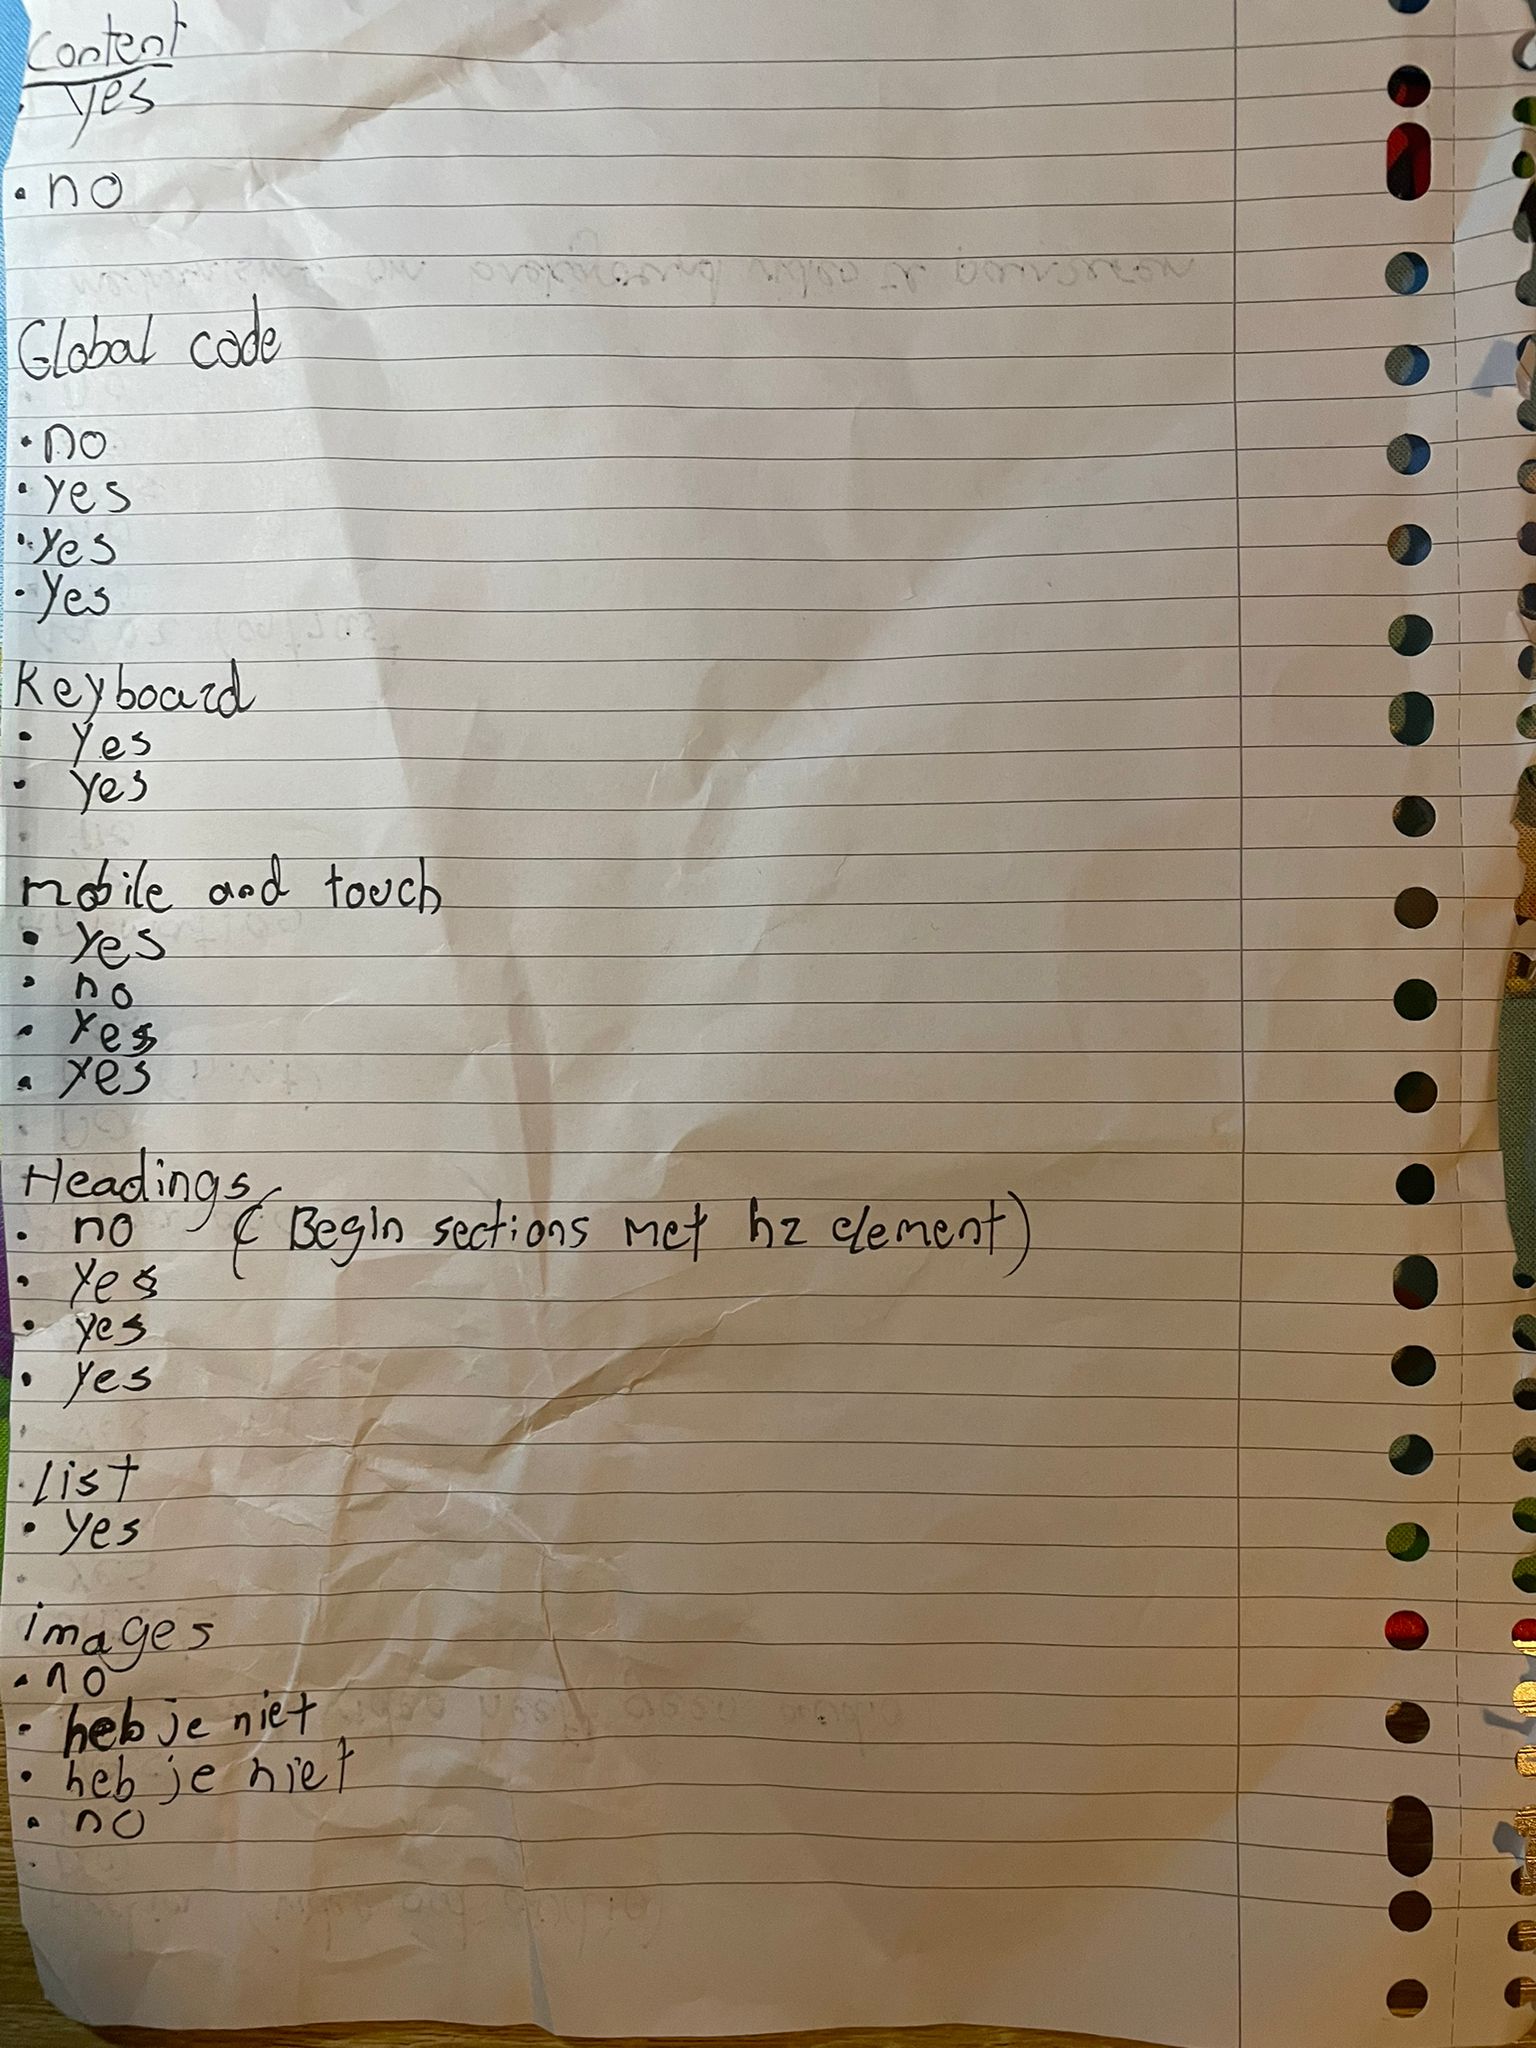 Content
· yes
· no
Global code
· no
· yes
· yes
· yes
Keyboard
· Yes
· yes
mobile and touch
· yes
· no
· yes
· yes
Headings
· no ( Begin sections met h2 element)
· yes
· yes
· yes
list
· yes
images
· no
· heb je niet
· heb je niet
· no